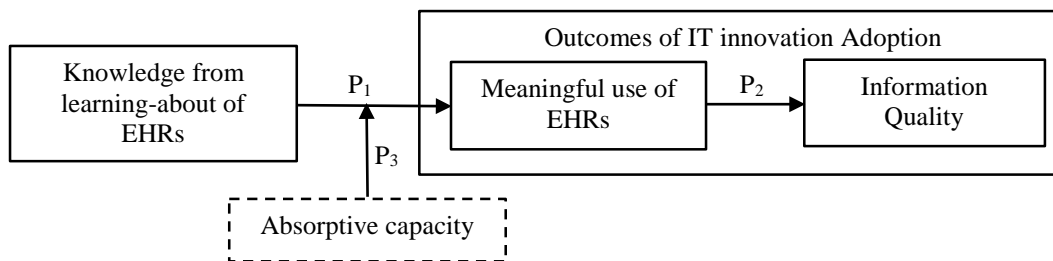 Outcomes of IT innovation Adoption
Knowledge from
learning-about of
EHRs
P₁
Meaningful use of
EHRs
P₂
Information
Quality
P₃
Absorptive capacity